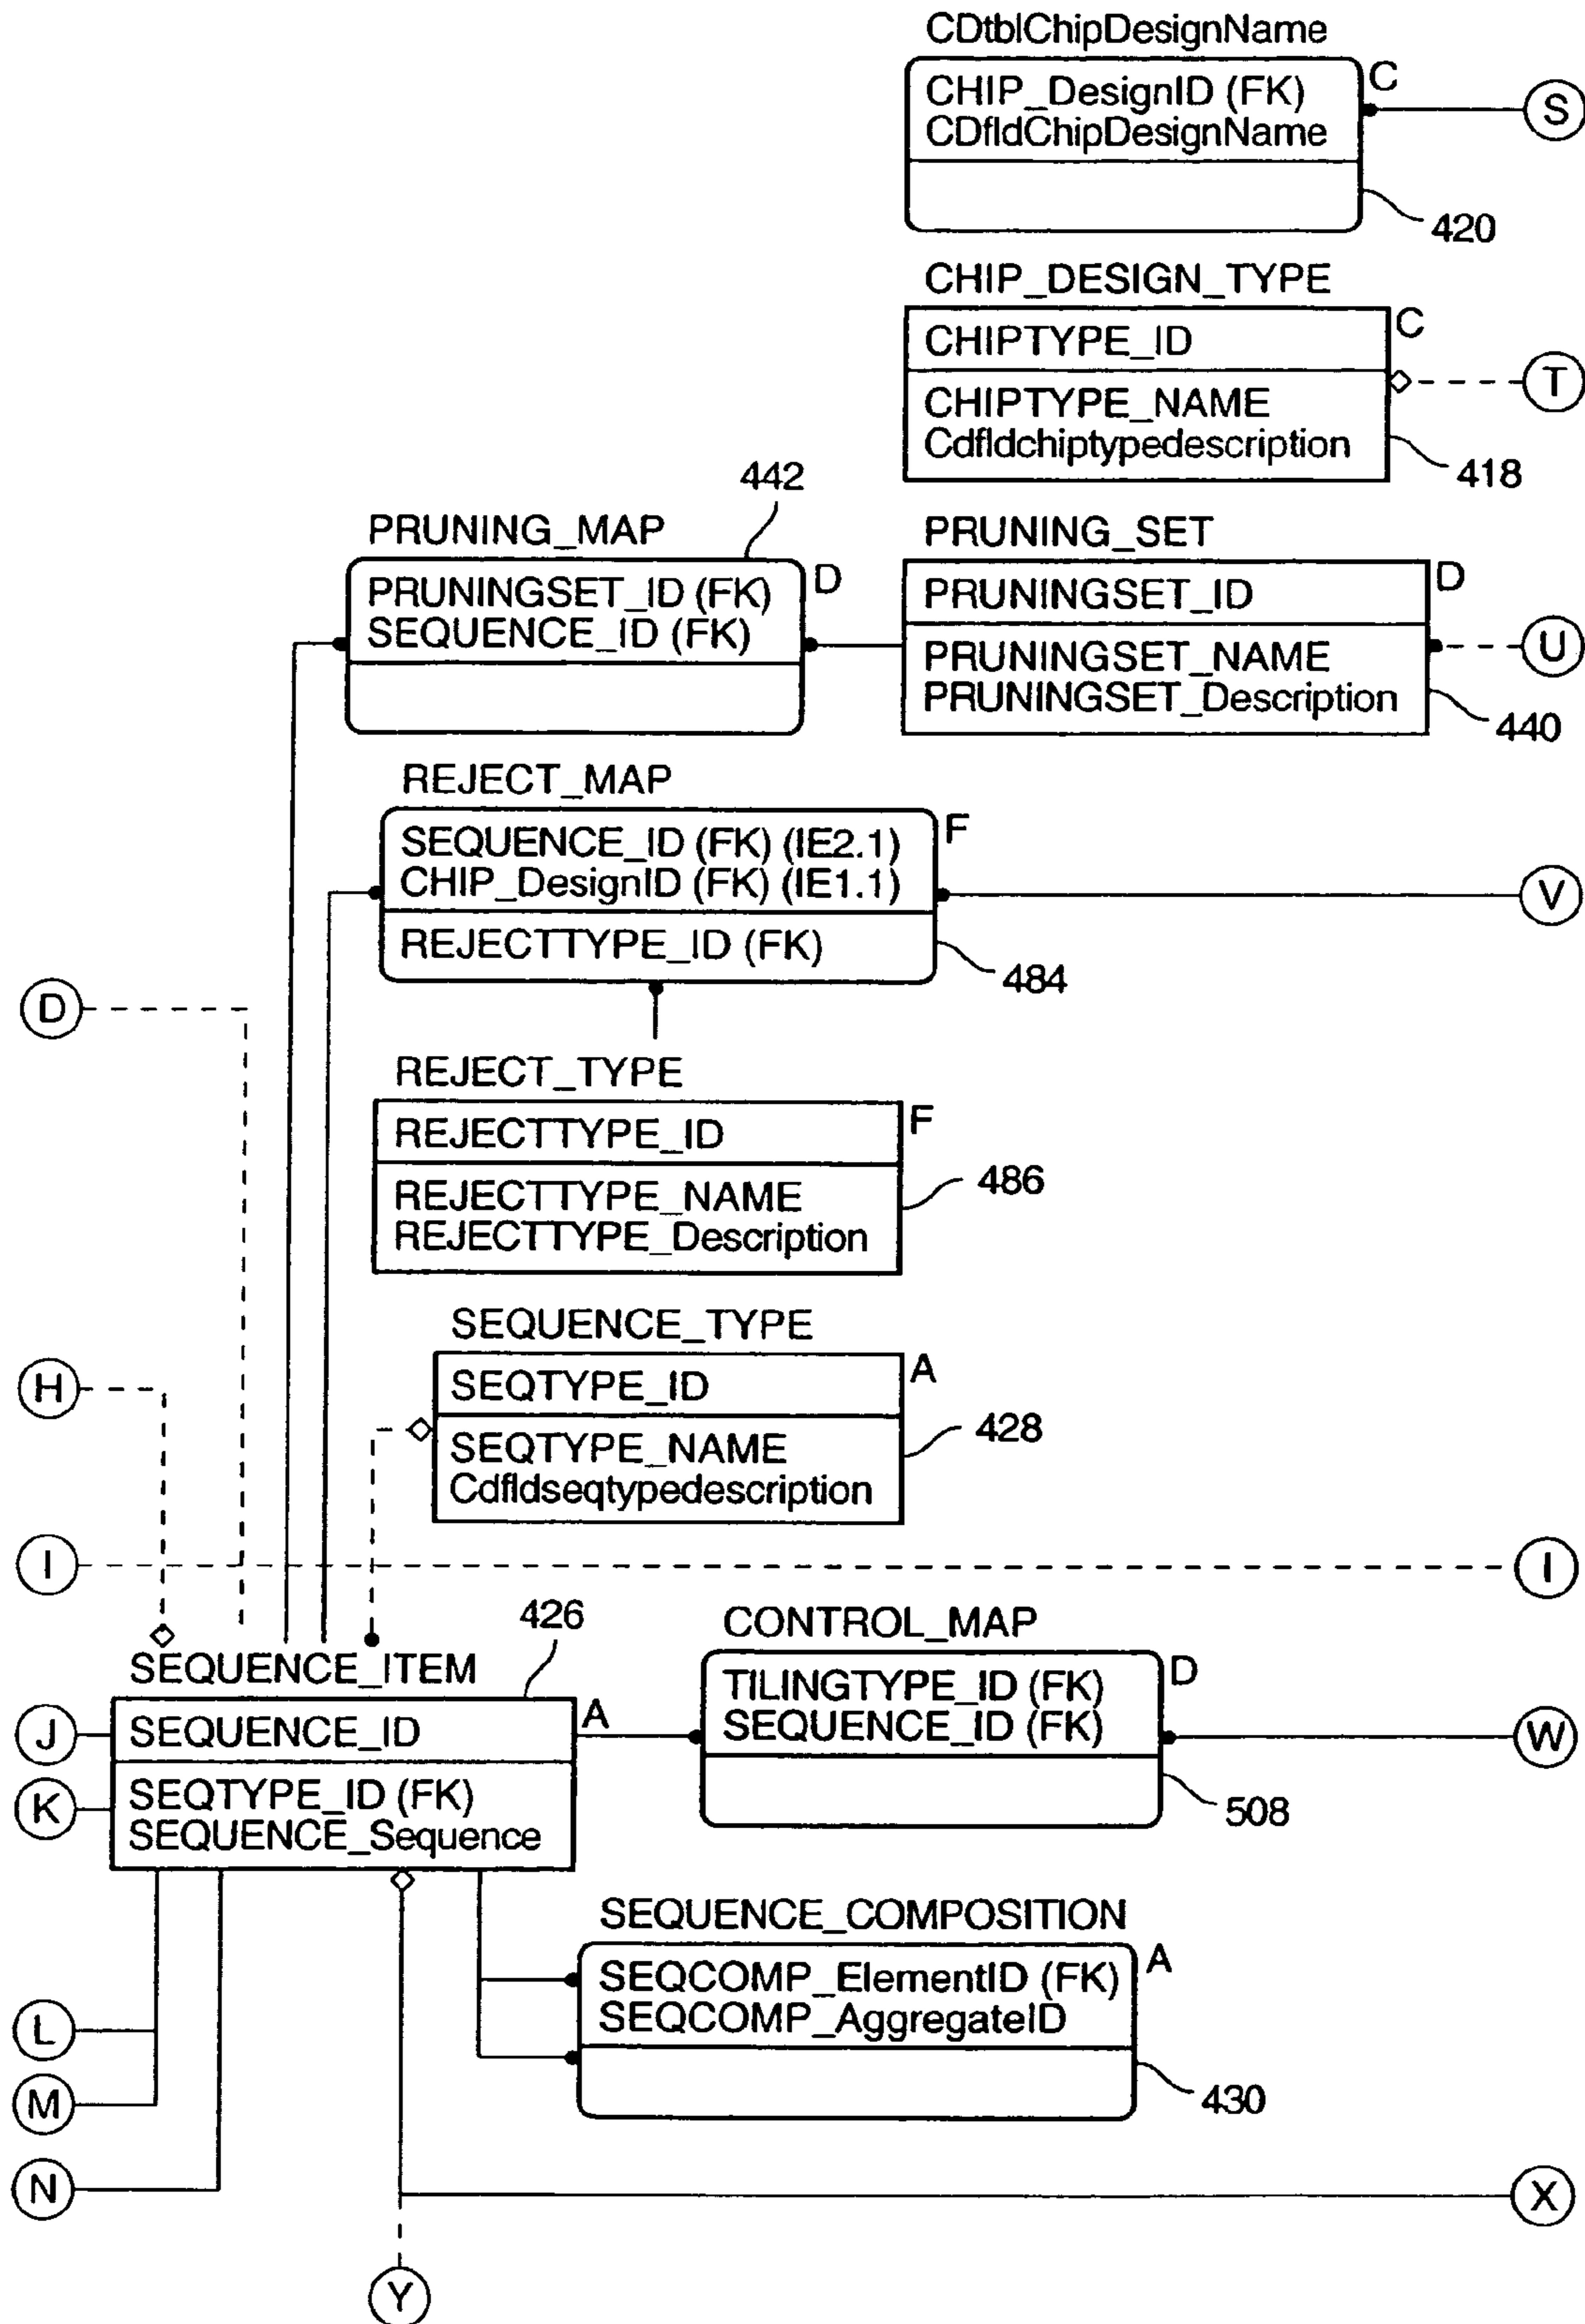 CDtblChipDesignName
CHIP_DesignID (FK)
CDfldChipDesignName
C
S
420
CHIP_DESIGN_TYPE
CHIPTYPE_ID
C
CHIPTYPE_NAME
Cdfldchiptypedescription
T
418
442
PRUNING_MAP
PRUNINGSET_ID (FK)
SEQUENCE_ID (FK)
D
PRUNING_SET
PRUNINGSET_ID
D
PRUNINGSET_NAME
PRUNINGSET_Description
U
440
REJECT_MAP
SEQUENCE_ID (FK) (IE2.1)
CHIP_DesignID (FK) (IE1.1)
F
REJECTTYPE_ID (FK)
V
484
D
REJECT_TYPE
REJECTTYPE_ID
F
REJECTTYPE_NAME
REJECTTYPE_Description
486
SEQUENCE_TYPE
SEQTYPE_ID
A
SEQTYPE_NAME
Cdfldseqtypedescription
428
H
I
I
426
SEQUENCE_ITEM
SEQUENCE_ID
A
SEQTYPE_ID (FK)
SEQUENCE_Sequence
J
K
CONTROL_MAP
TILINGTYPE_ID (FK)
SEQUENCE_ID (FK)
D
W
508
SEQUENCE_COMPOSITION
SEQCOMP_ElementID (FK)
SEQCOMP_AggregateID
A
430
L
M
N
X
Y